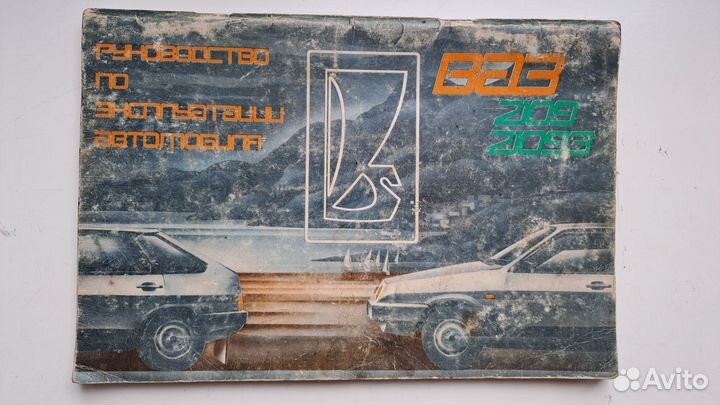 РУКОВОДСТВО
ПО
ЭКСПЛУАТАЦИИ
АВТОМОБИЛЯ
ВАЗ
2109
21093
Avito